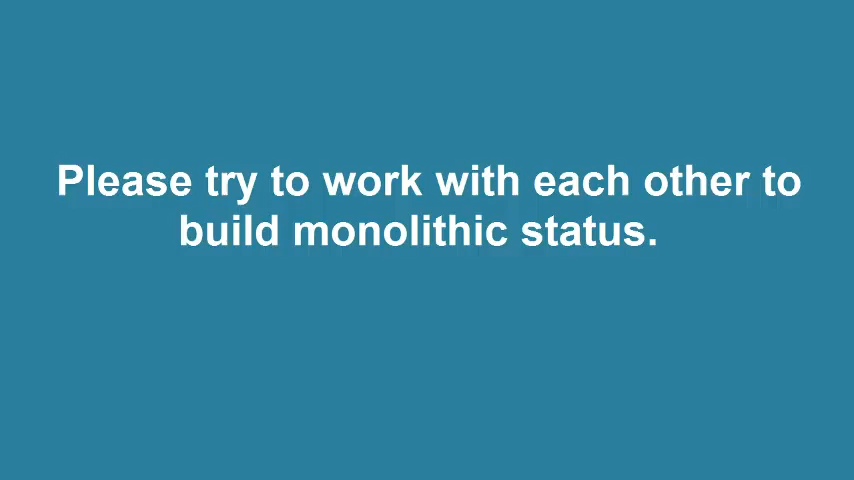 Please try to work with each other to
build monolithic status.